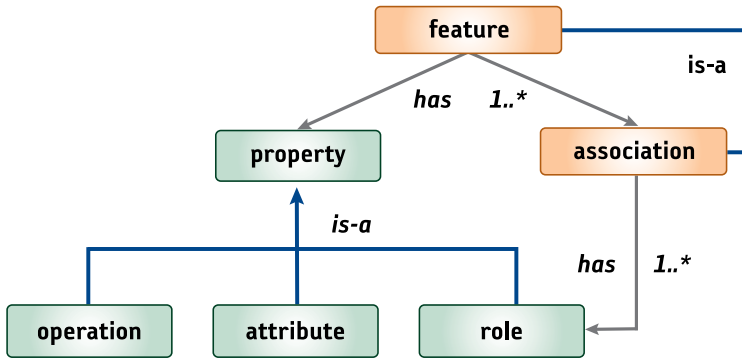 feature
is-a
has 1..*
property
association
is-a
has 1..*
operation
attribute
role